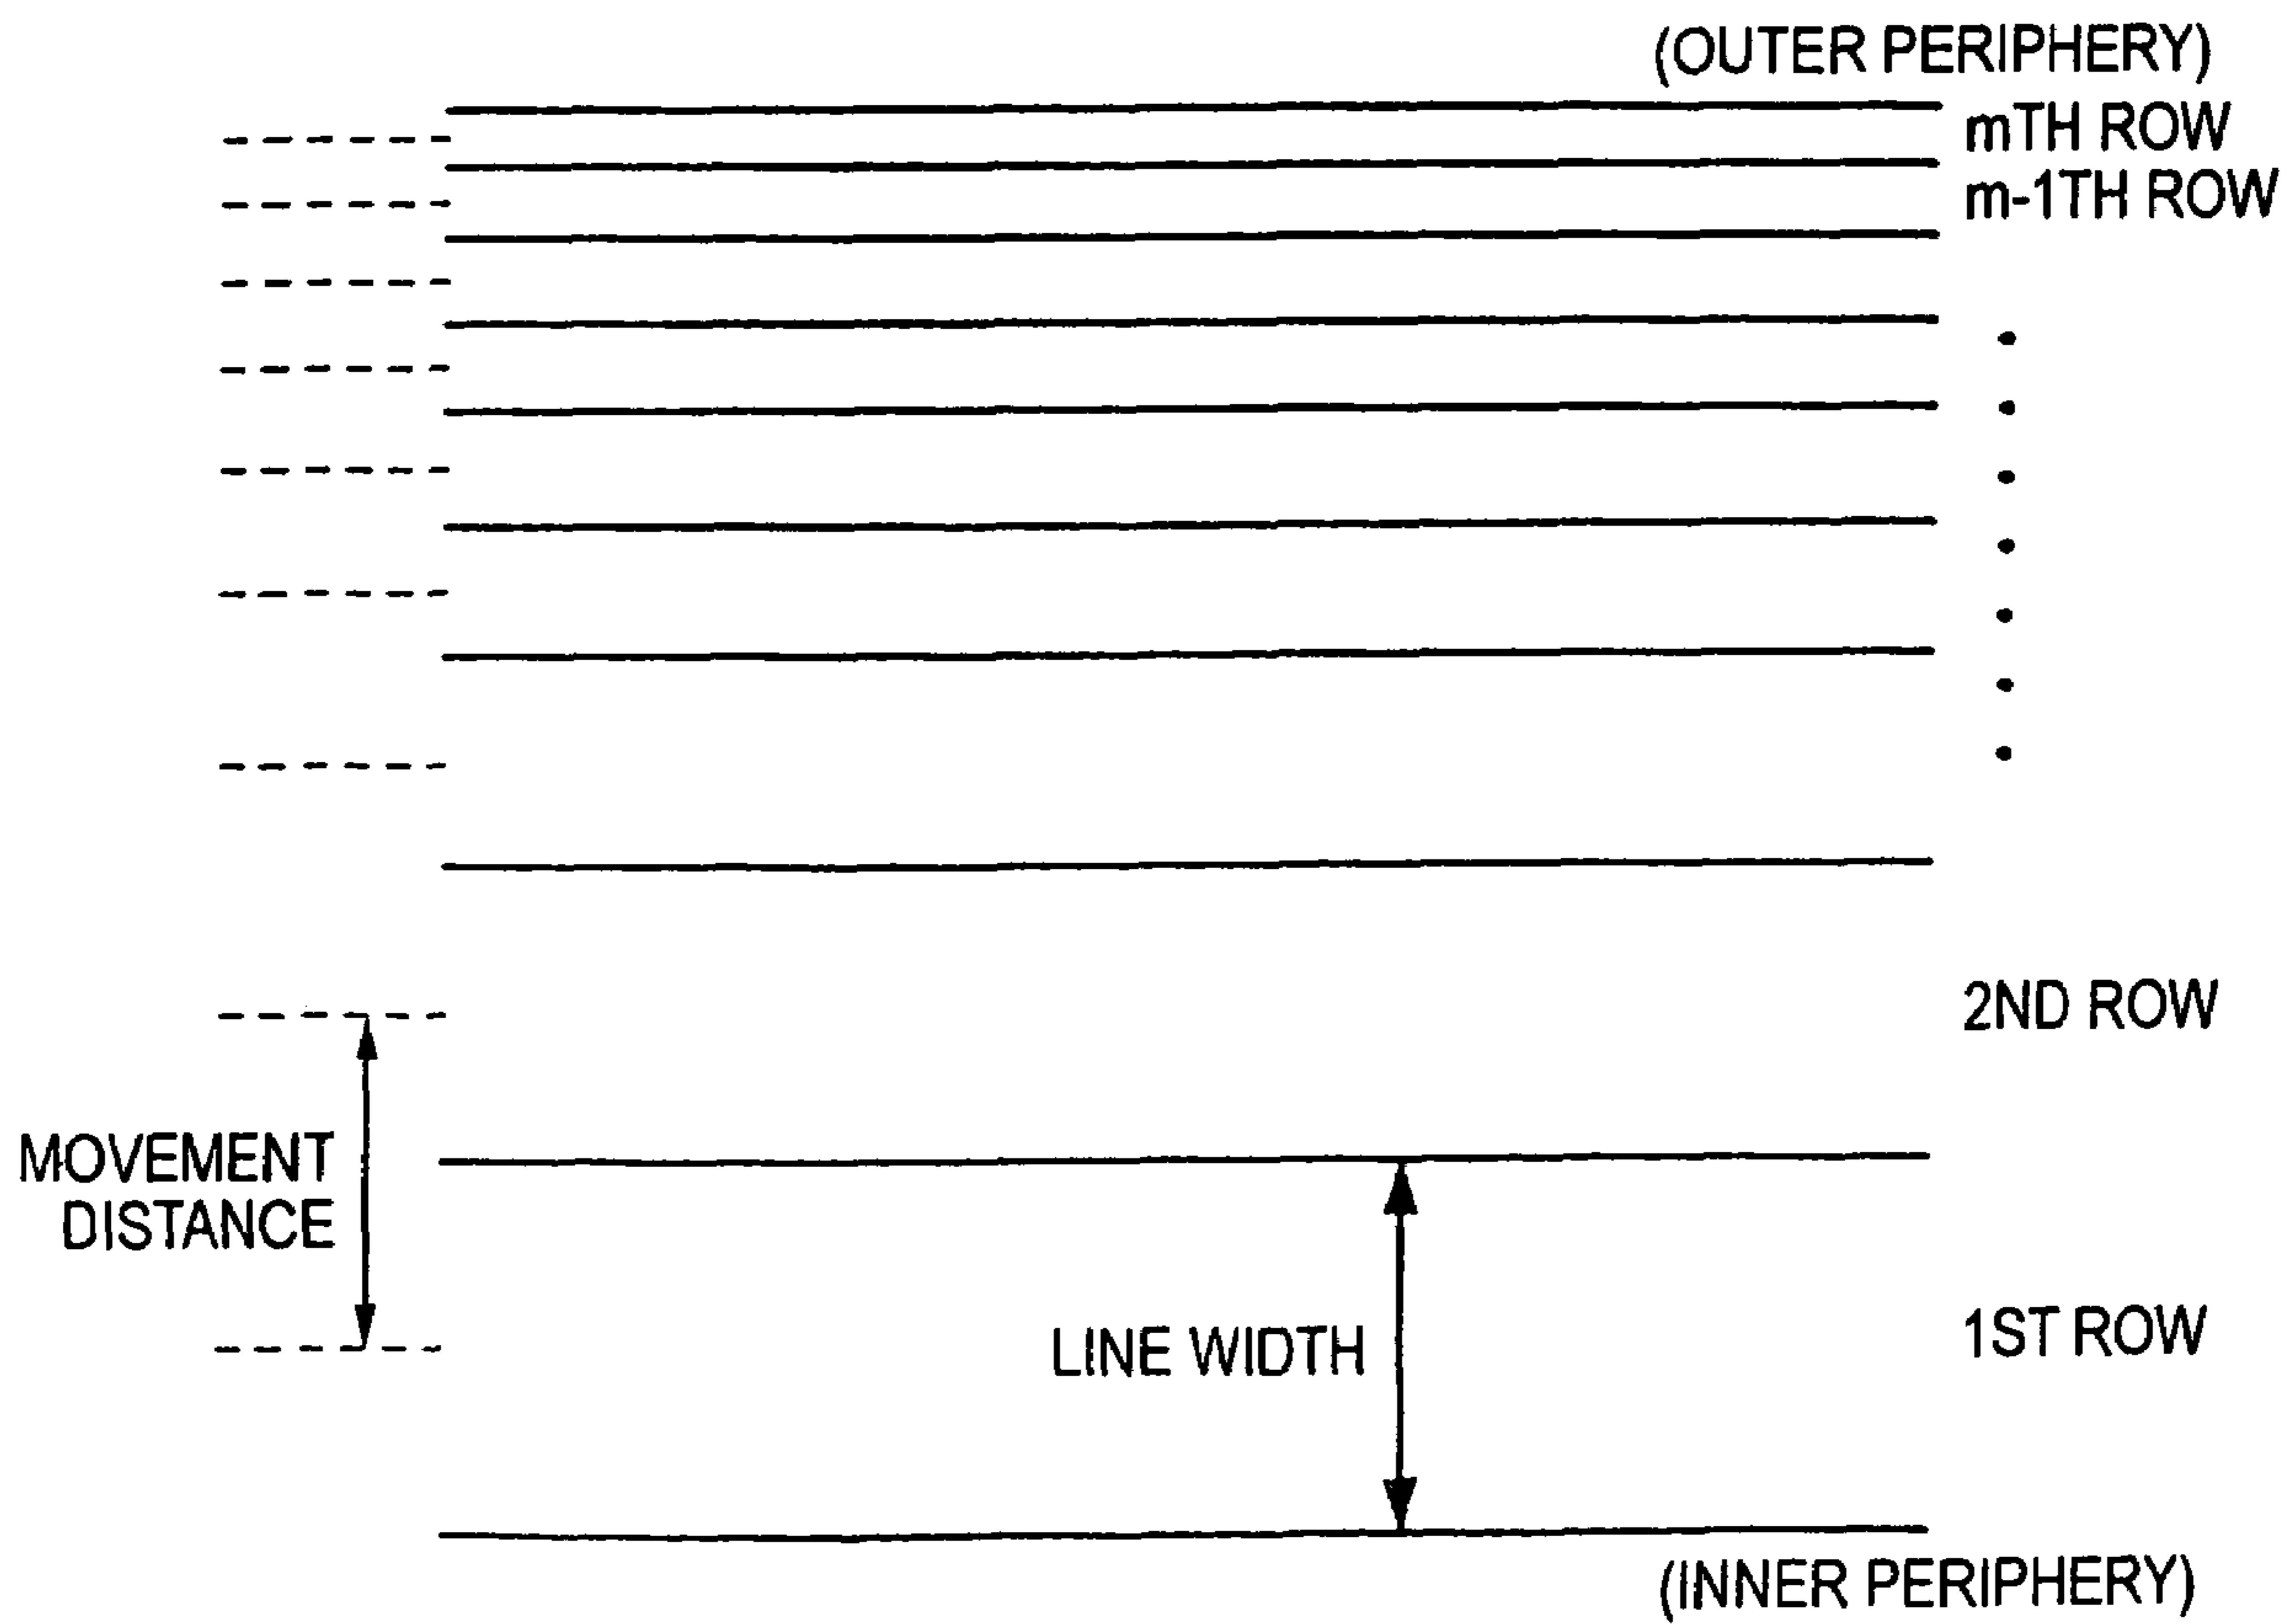 (OUTER PERIPHERY)
mTH ROW
m-1TH ROW
2ND ROW
MOVEMENT
DISTANCE
LINE WIDTH
1ST ROW
(INNER PERIPHERY)